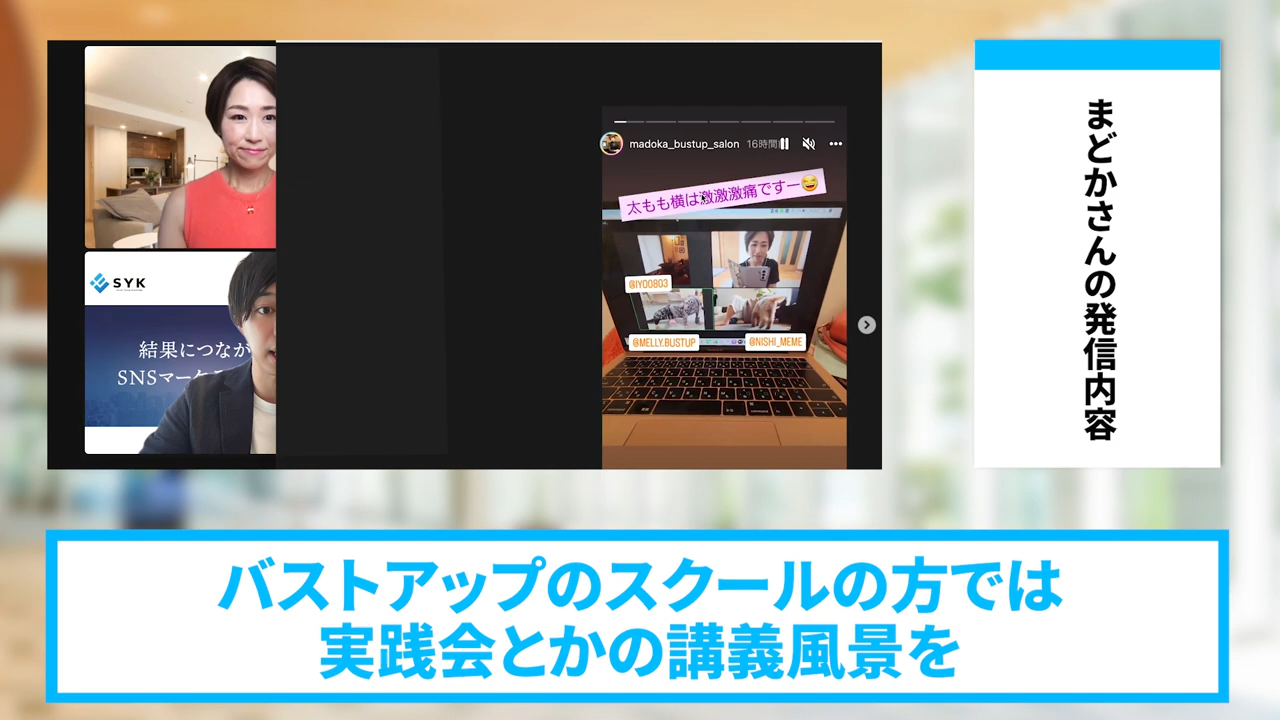 SYK
結果につなが
SNSマーケ
madoka_bustup_salon 16時間
太もも横は激激激痛ですー😆
@IYO0803
@MELLY.BUSTUP
@NISHI_MEME
まどかさんの発信内容
バストアップのスクールの方では
実践会とかの講義風景を